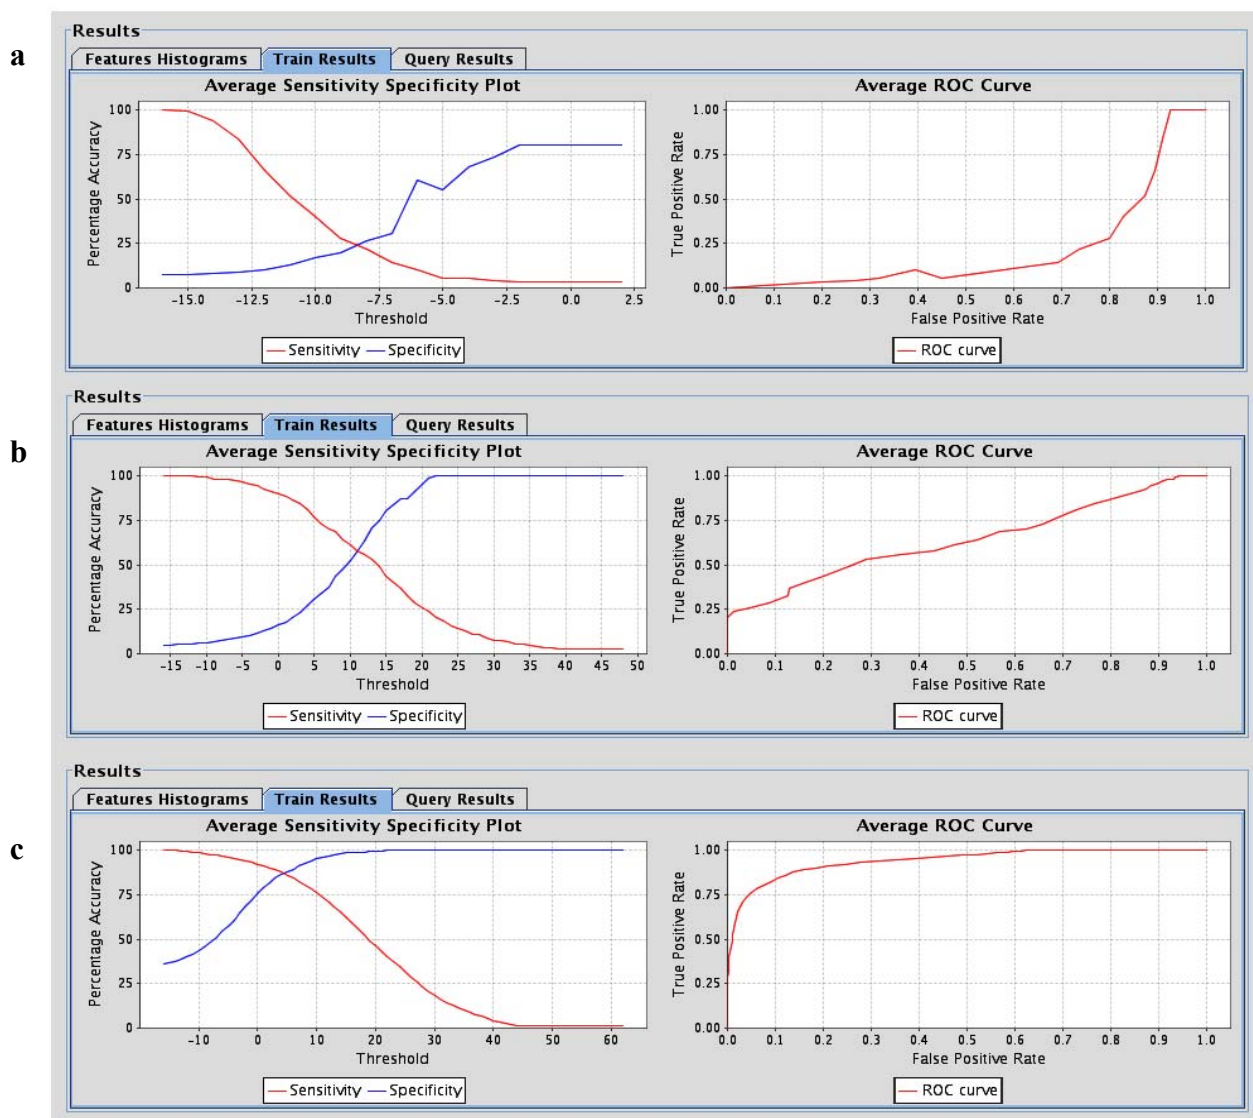 a
Results
Features Histograms Train Results Query Results
Average Sensitivity Specificity Plot
Percentage Accuracy
100
75
50
25
0
-15.0 -12.5 -10.0 -7.5 -5.0 -2.5 0.0 2.5
Threshold
Sensitivity Specificity
Average ROC Curve
True Positive Rate
1.00
0.75
0.50
0.25
0.00
0.0 0.1 0.2 0.3 0.4 0.5 0.6 0.7 0.8 0.9 1.0
False Positive Rate
ROC curve
b
Results
Features Histograms Train Results Query Results
Average Sensitivity Specificity Plot
Percentage Accuracy
100
75
50
25
0
-15 -10 -5 0 5 10 15 20 25 30 35 40 45 50
Threshold
Sensitivity Specificity
Average ROC Curve
True Positive Rate
1.00
0.75
0.50
0.25
0.00
0.0 0.1 0.2 0.3 0.4 0.5 0.6 0.7 0.8 0.9 1.0
False Positive Rate
ROC curve
c
Results
Features Histograms Train Results Query Results
Average Sensitivity Specificity Plot
Percentage Accuracy
100
75
50
25
0
-10 0 10 20 30 40 50 60
Threshold
Sensitivity Specificity
Average ROC Curve
True Positive Rate
1.00
0.75
0.50
0.25
0.00
0.0 0.1 0.2 0.3 0.4 0.5 0.6 0.7 0.8 0.9 1.0
False Positive Rate
ROC curve